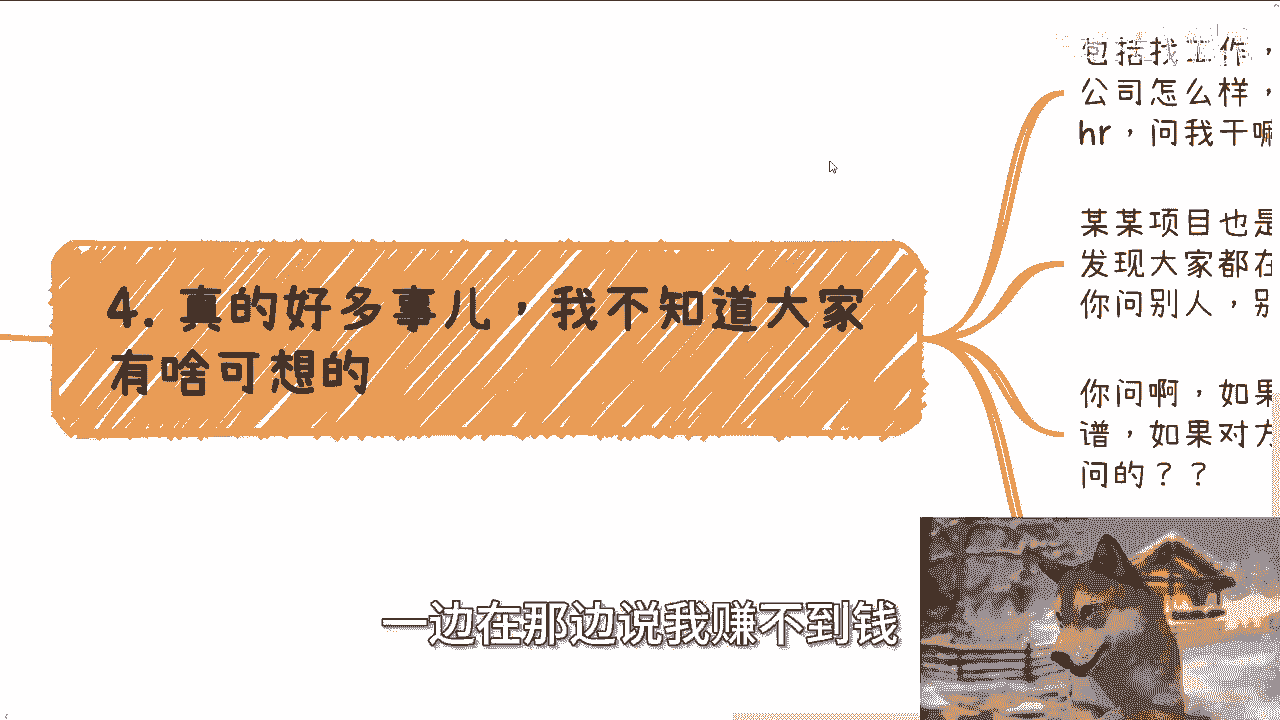 4. 真的好多事儿，我不知道大家
有啥可想的
包括找工作，
公司怎么样，
hr，问我干嘛
某某项目也是
发现大家都在
你问别人，别
你问啊，如果
谱，如果对方
问的？？
一边在那边说我赚不到钱